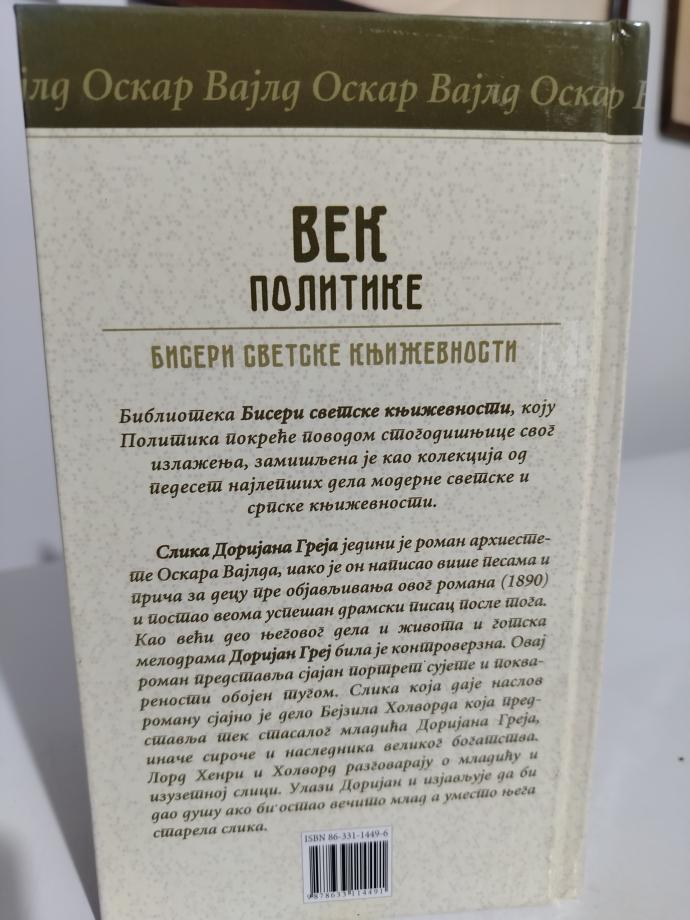 јлд Оскар Вајлд Оскар Вајлд Оскар В
ВЕК
ПОЛИТИКЕ
БИСЕРИ СВЕТСКЕ КЊИЖЕВНОСТИ
Библиотека Бисери светске књижевности, коју
Политика покреће поводом стогодишњице свог
излажења, замишљена је као колекција од
педесет најлепших дела модерне светске и
српске књижевности.
Слика Доријана Греја једини је роман архиесте-
те Оскара Вајлда, иако је он написао више песама и
прича за децу пре објављивања овог романа (1890)
и постао веома успешан драмски писац после тога.
Као већи део његовог дела и живота и готска
мелодрама Доријан Греј била је контроверзна. Овај
роман представља сјајан портрет сујете и поква-
рености обојен тугом. Слика која даје наслов
роману сјајно је дело Бејзила Холворда која пред-
ставља тек стасалог младића Доријана Греја,
иначе сироче и наследника великог богатства.
Лорд Хенри и Холворд разговарају о младићу и
изузетној слици. Улази Доријан и изјављује да би
дао душу ако би остао вечито млад а уместо њега
старела слика.
ISBN 86-331-1449-6
9788633114491